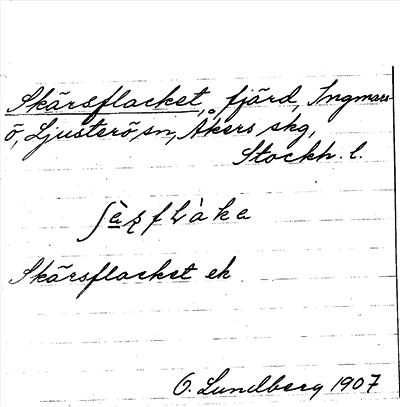 Skärsflacket, fjärd, Ingmars-
ö, Ljusterö sn, Åkers skg,
Stockh. l.
Skärsflacket ek
O. Lundberg 1907